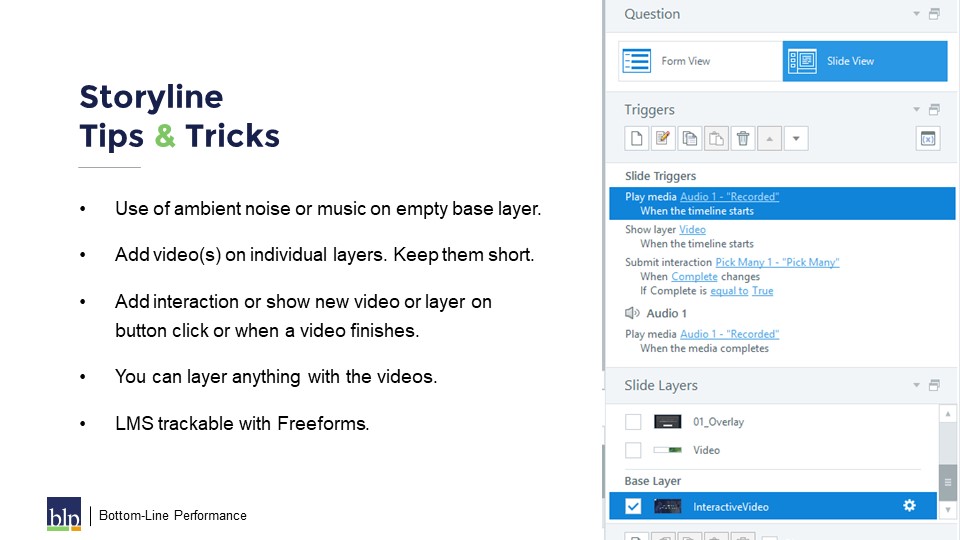 Storyline
Tips & Tricks
• Use of ambient noise or music on empty base layer.
• Add video(s) on individual layers. Keep them short.
• Add interaction or show new video or layer on
button click or when a video finishes.
• You can layer anything with the videos.
• LMS trackable with Freeforms.
blp
Bottom-Line Performance
Question
Form View
Slide View
Triggers
Slide Triggers
Play media Audio 1 - "Recorded"
When the timeline starts
Show layer Video
When the timeline starts
Submit interaction Pick Many 1 - "Pick Many"
When Complete changes
If Complete is equal to True
Audio 1
Play media Audio 1 - "Recorded"
When the media completes
Slide Layers
01_Overlay
Video
Base Layer
InteractiveVideo